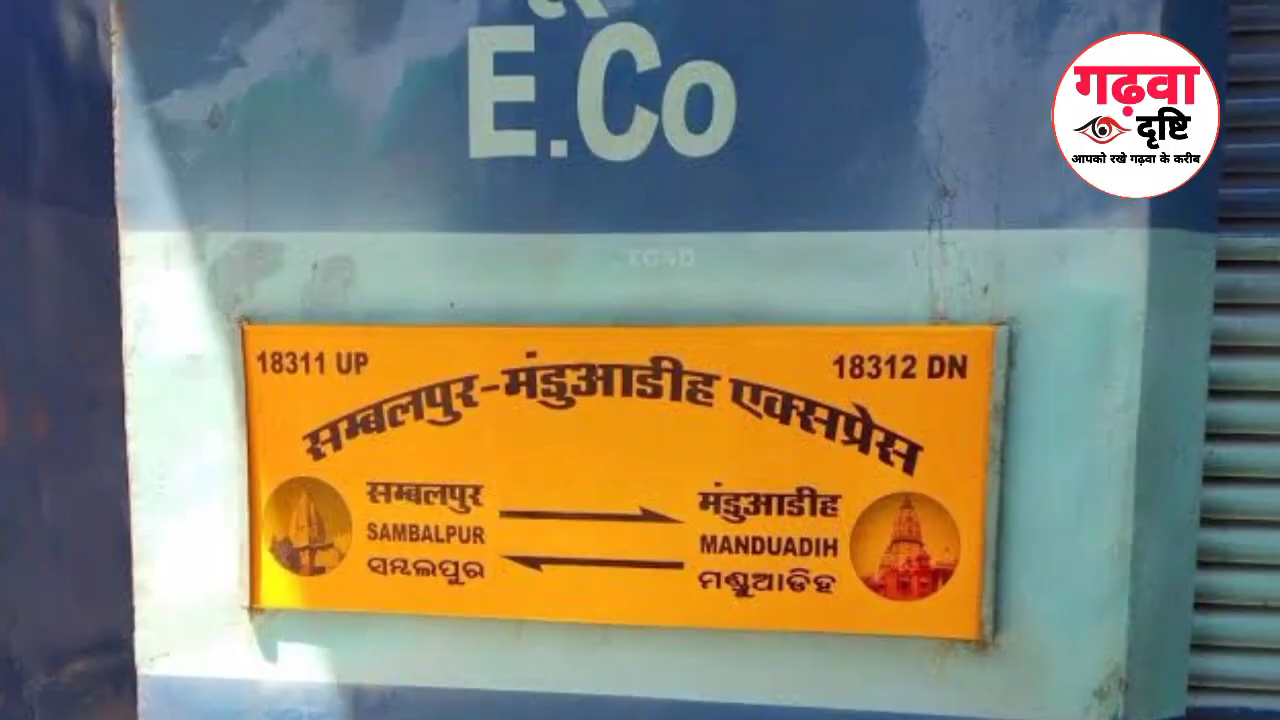 E.Co
गढ़वा
दृष्टि
आपको रखे गढ़वा के करीब
18311 UP
18312 DN
सम्बलपुर-मंडुआडीह एक्सप्रेस
सम्बलपुर
SAMBALPUR
ସମ୍ବଲପୁର
मंडुआडीह
MANDUADIH
ମଣ୍ଡୁଆଡିହ